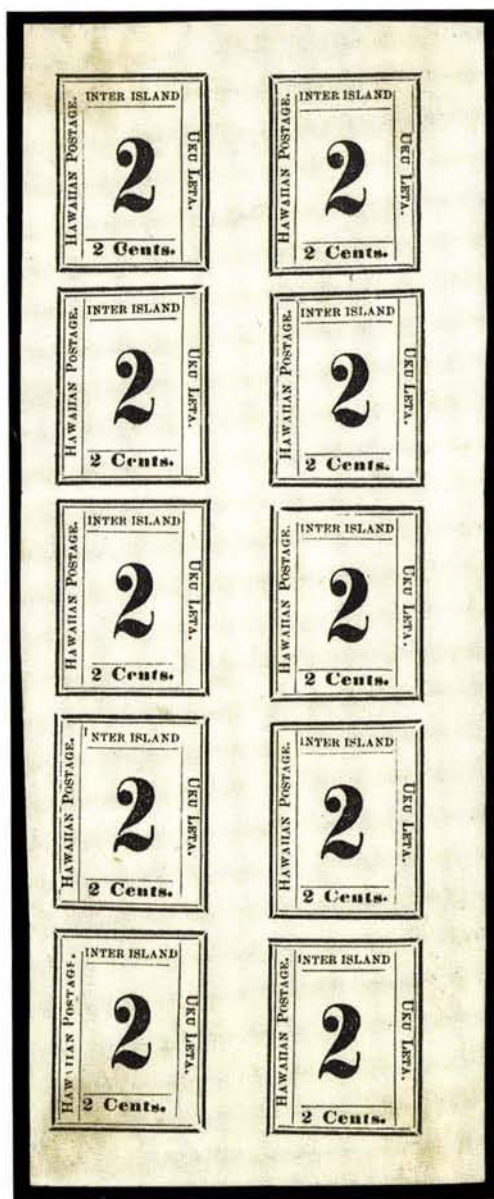 HAWAIIAN POSTAGE.
INTER ISLAND
2
UKU LETA.
2 Cents.
HAWAIIAN POSTAGE.
INTER ISLAND
2
UKU LETA.
2 Cents.
HAWAIIAN POSTAGE.
INTER ISLAND
2
UKU LETA.
2 Cents.
HAWAIIAN POSTAGE.
INTER ISLAND
2
UKU LETA.
2 Cents.
HAWAIIAN POSTAGE.
INTER ISLAND
2
UKU LETA.
2 Cents.
HAWAIIAN POSTAGE.
INTER ISLAND
2
UKU LETA.
2 Cents.
HAWAIIAN POSTAGE.
INTER ISLAND
2
UKU LETA.
2 Cents.
HAWAIIAN POSTAGE.
INTER ISLAND
2
UKU LETA.
2 Cents.
HAWAIIAN POSTAGE.
INTER ISLAND
2
UKU LETA.
2 Cents.
HAWAIIAN POSTAGE.
INTER ISLAND
2
UKU LETA.
2 Cents.